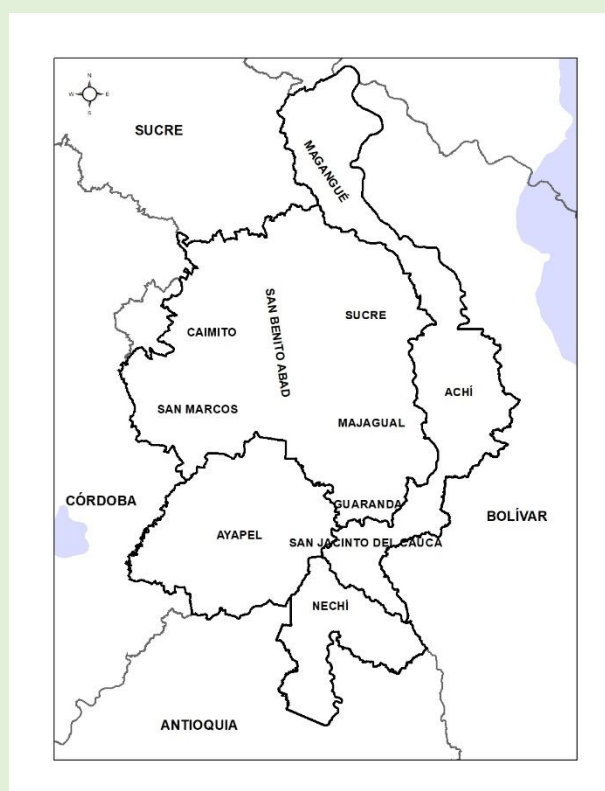 N
W E
S
SUCRE
MAGANGUÉ
SAN BENITO ABAD
SUCRE
CAIMITO
ACHÍ
SAN MARCOS
MAJAGUAL
CÓRDOBA
GUARANDA
BOLÍVAR
AYAPEL
SAN JACINTO DEL CAUCA
NECHÍ
ANTIOQUIA